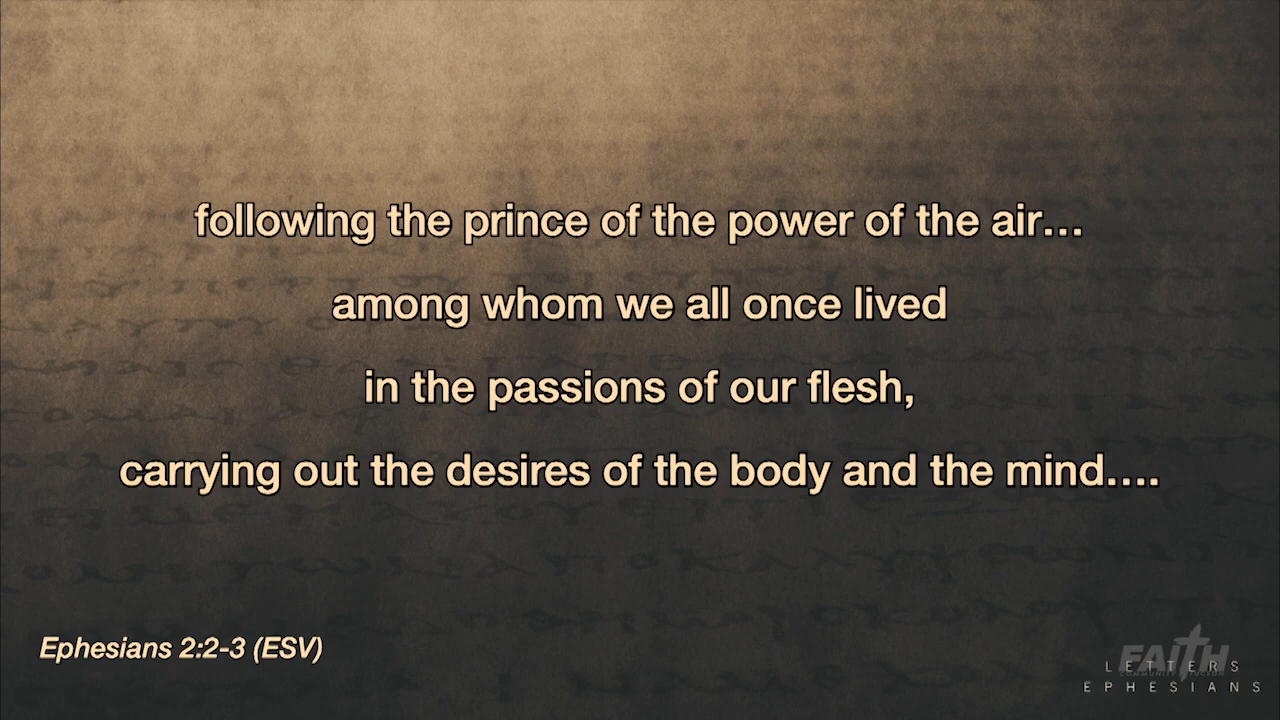 following the prince of the power of the air…
among whom we all once lived
in the passions of our flesh,
carrying out the desires of the body and the mind….
Ephesians 2:2-3 (ESV)
FAITH
COMMUNITY TUCSON
LETTERS
EPHESIANS